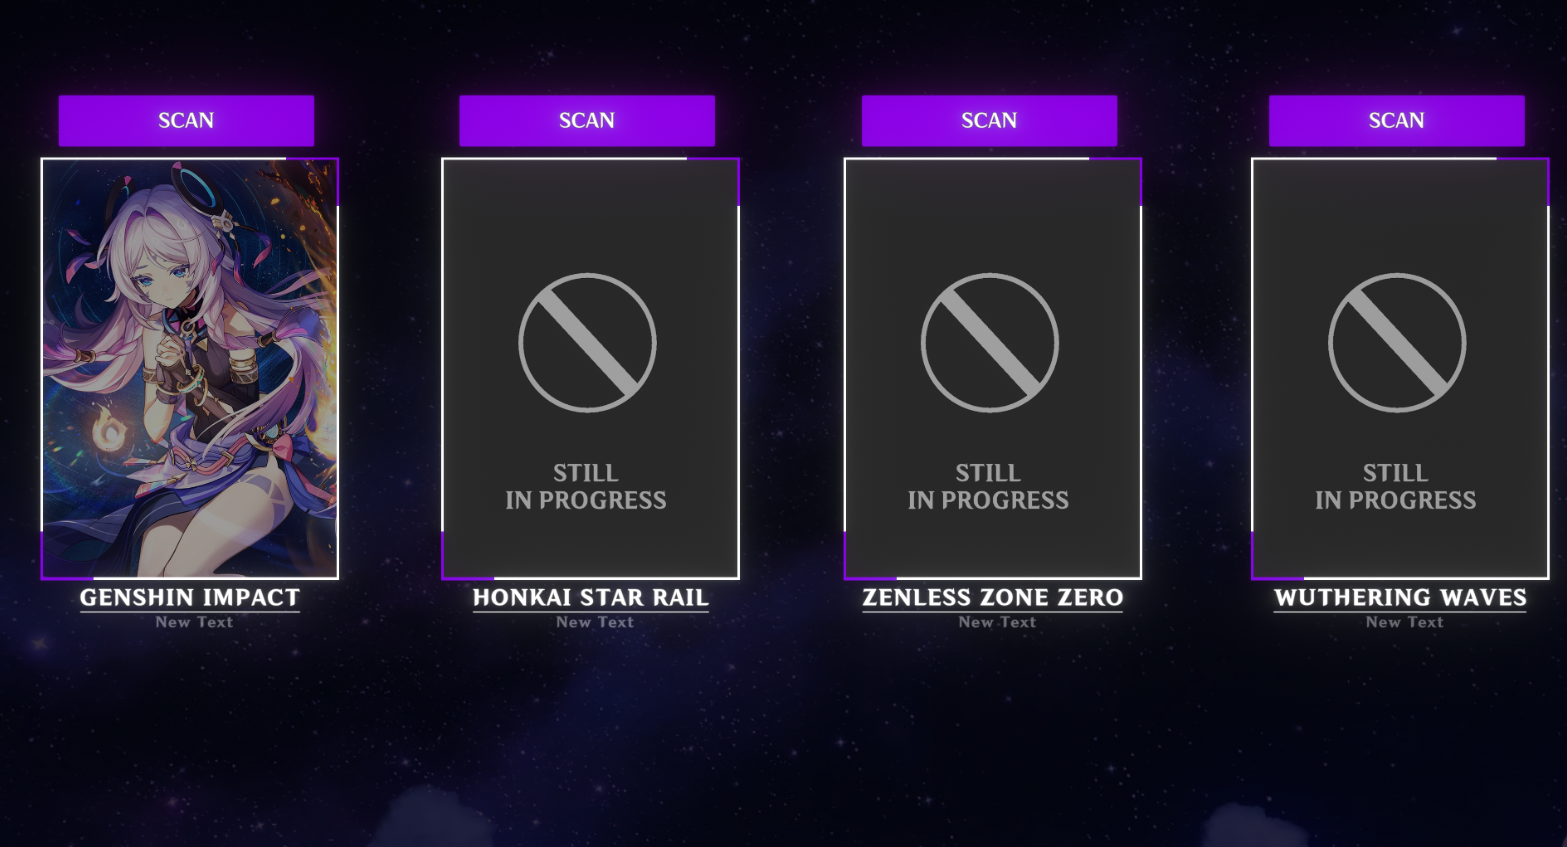 SCAN
SCAN
SCAN
SCAN
STILL
IN PROGRESS
STILL
IN PROGRESS
STILL
IN PROGRESS
GENSHIN IMPACT
New Text
HONKAI STAR RAIL
New Text
ZENLESS ZONE ZERO
New Text
WUTHERING WAVES
New Text